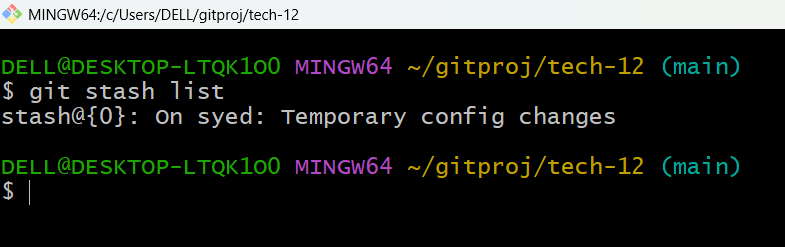 MINGW64:/c/Users/DELL/gitproj/tech-12
DELL@DESKTOP-LTQK1O0 MINGW64 ~/gitproj/tech-12 (main)
$ git stash list
stash@{0}: On syed: Temporary config changes
DELL@DESKTOP-LTQK1O0 MINGW64 ~/gitproj/tech-12 (main)
$